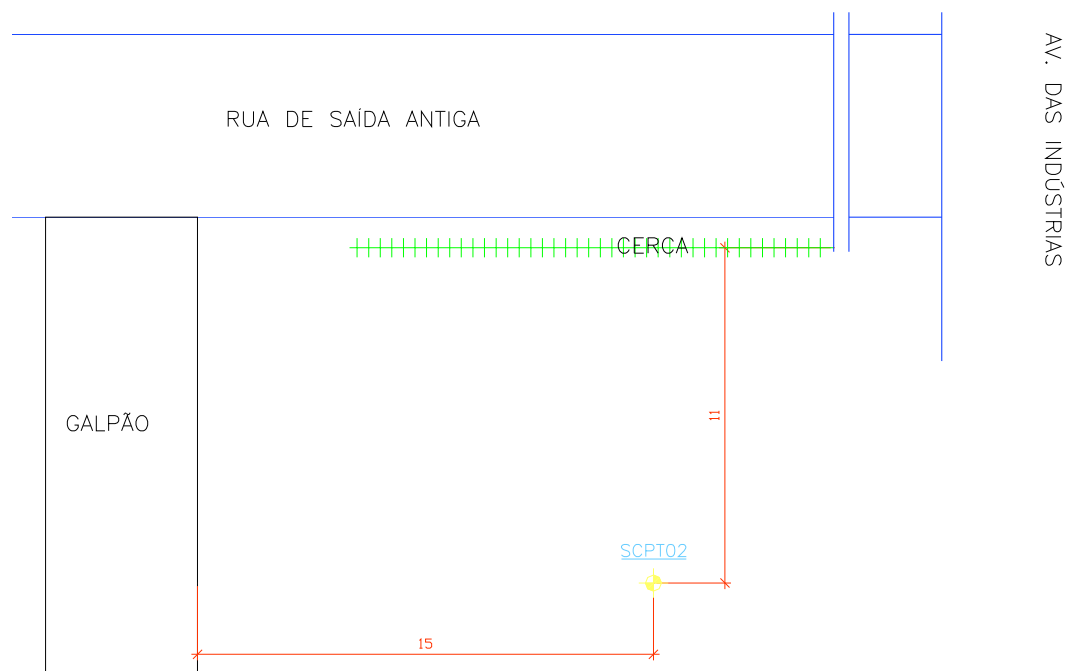 RUA DE SAÍDA ANTIGA
AV. DAS INDÚSTRIAS
CERCA
GALPÃO
11
SCPT02
15